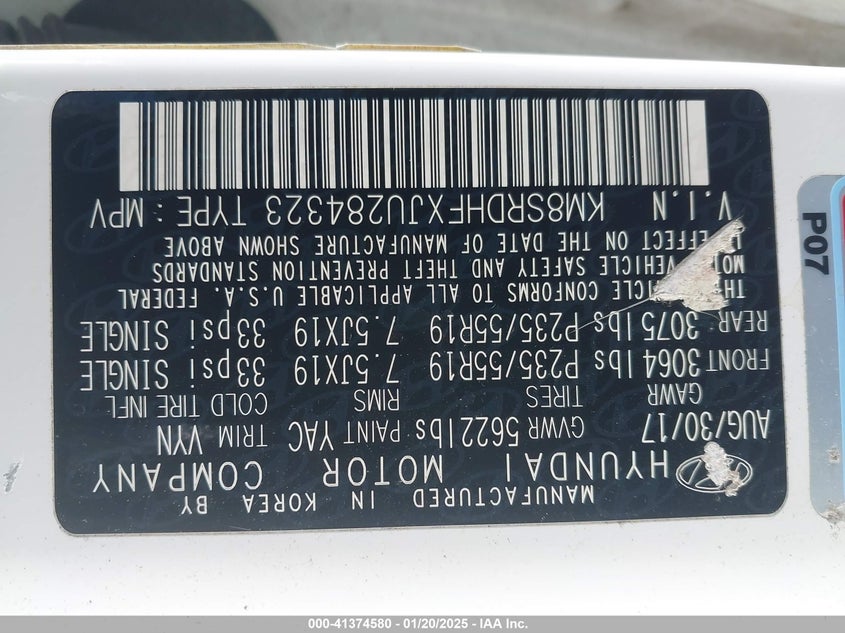 MANUFACTURED IN KOREA BY
HYUNDAI MOTOR COMPANY
AUG/30/17 GVWR 5622lbs PAINT YAC TRIM VYN
GAWR TIRES RIMS COLD TIRE INFL
FRONT 3064 lbs P235/55R19 7.5JX19 33psi SINGLE
REAR 3075 lbs P235/55R19 7.5JX19 33psi SINGLE
VEHICLE CONFORMS TO ALL APPLICABLE U.S.A. FEDERAL
VEHICLE SAFETY AND THEFT PREVENTION STANDARDS
EFFECT ON THE DATE OF MANUFACTURE SHOWN ABOVE
V.I.N KM8SRDHFXJU284323 TYPE : MPV
P07
000-41374580 - 01/20/2025 - IAA Inc.